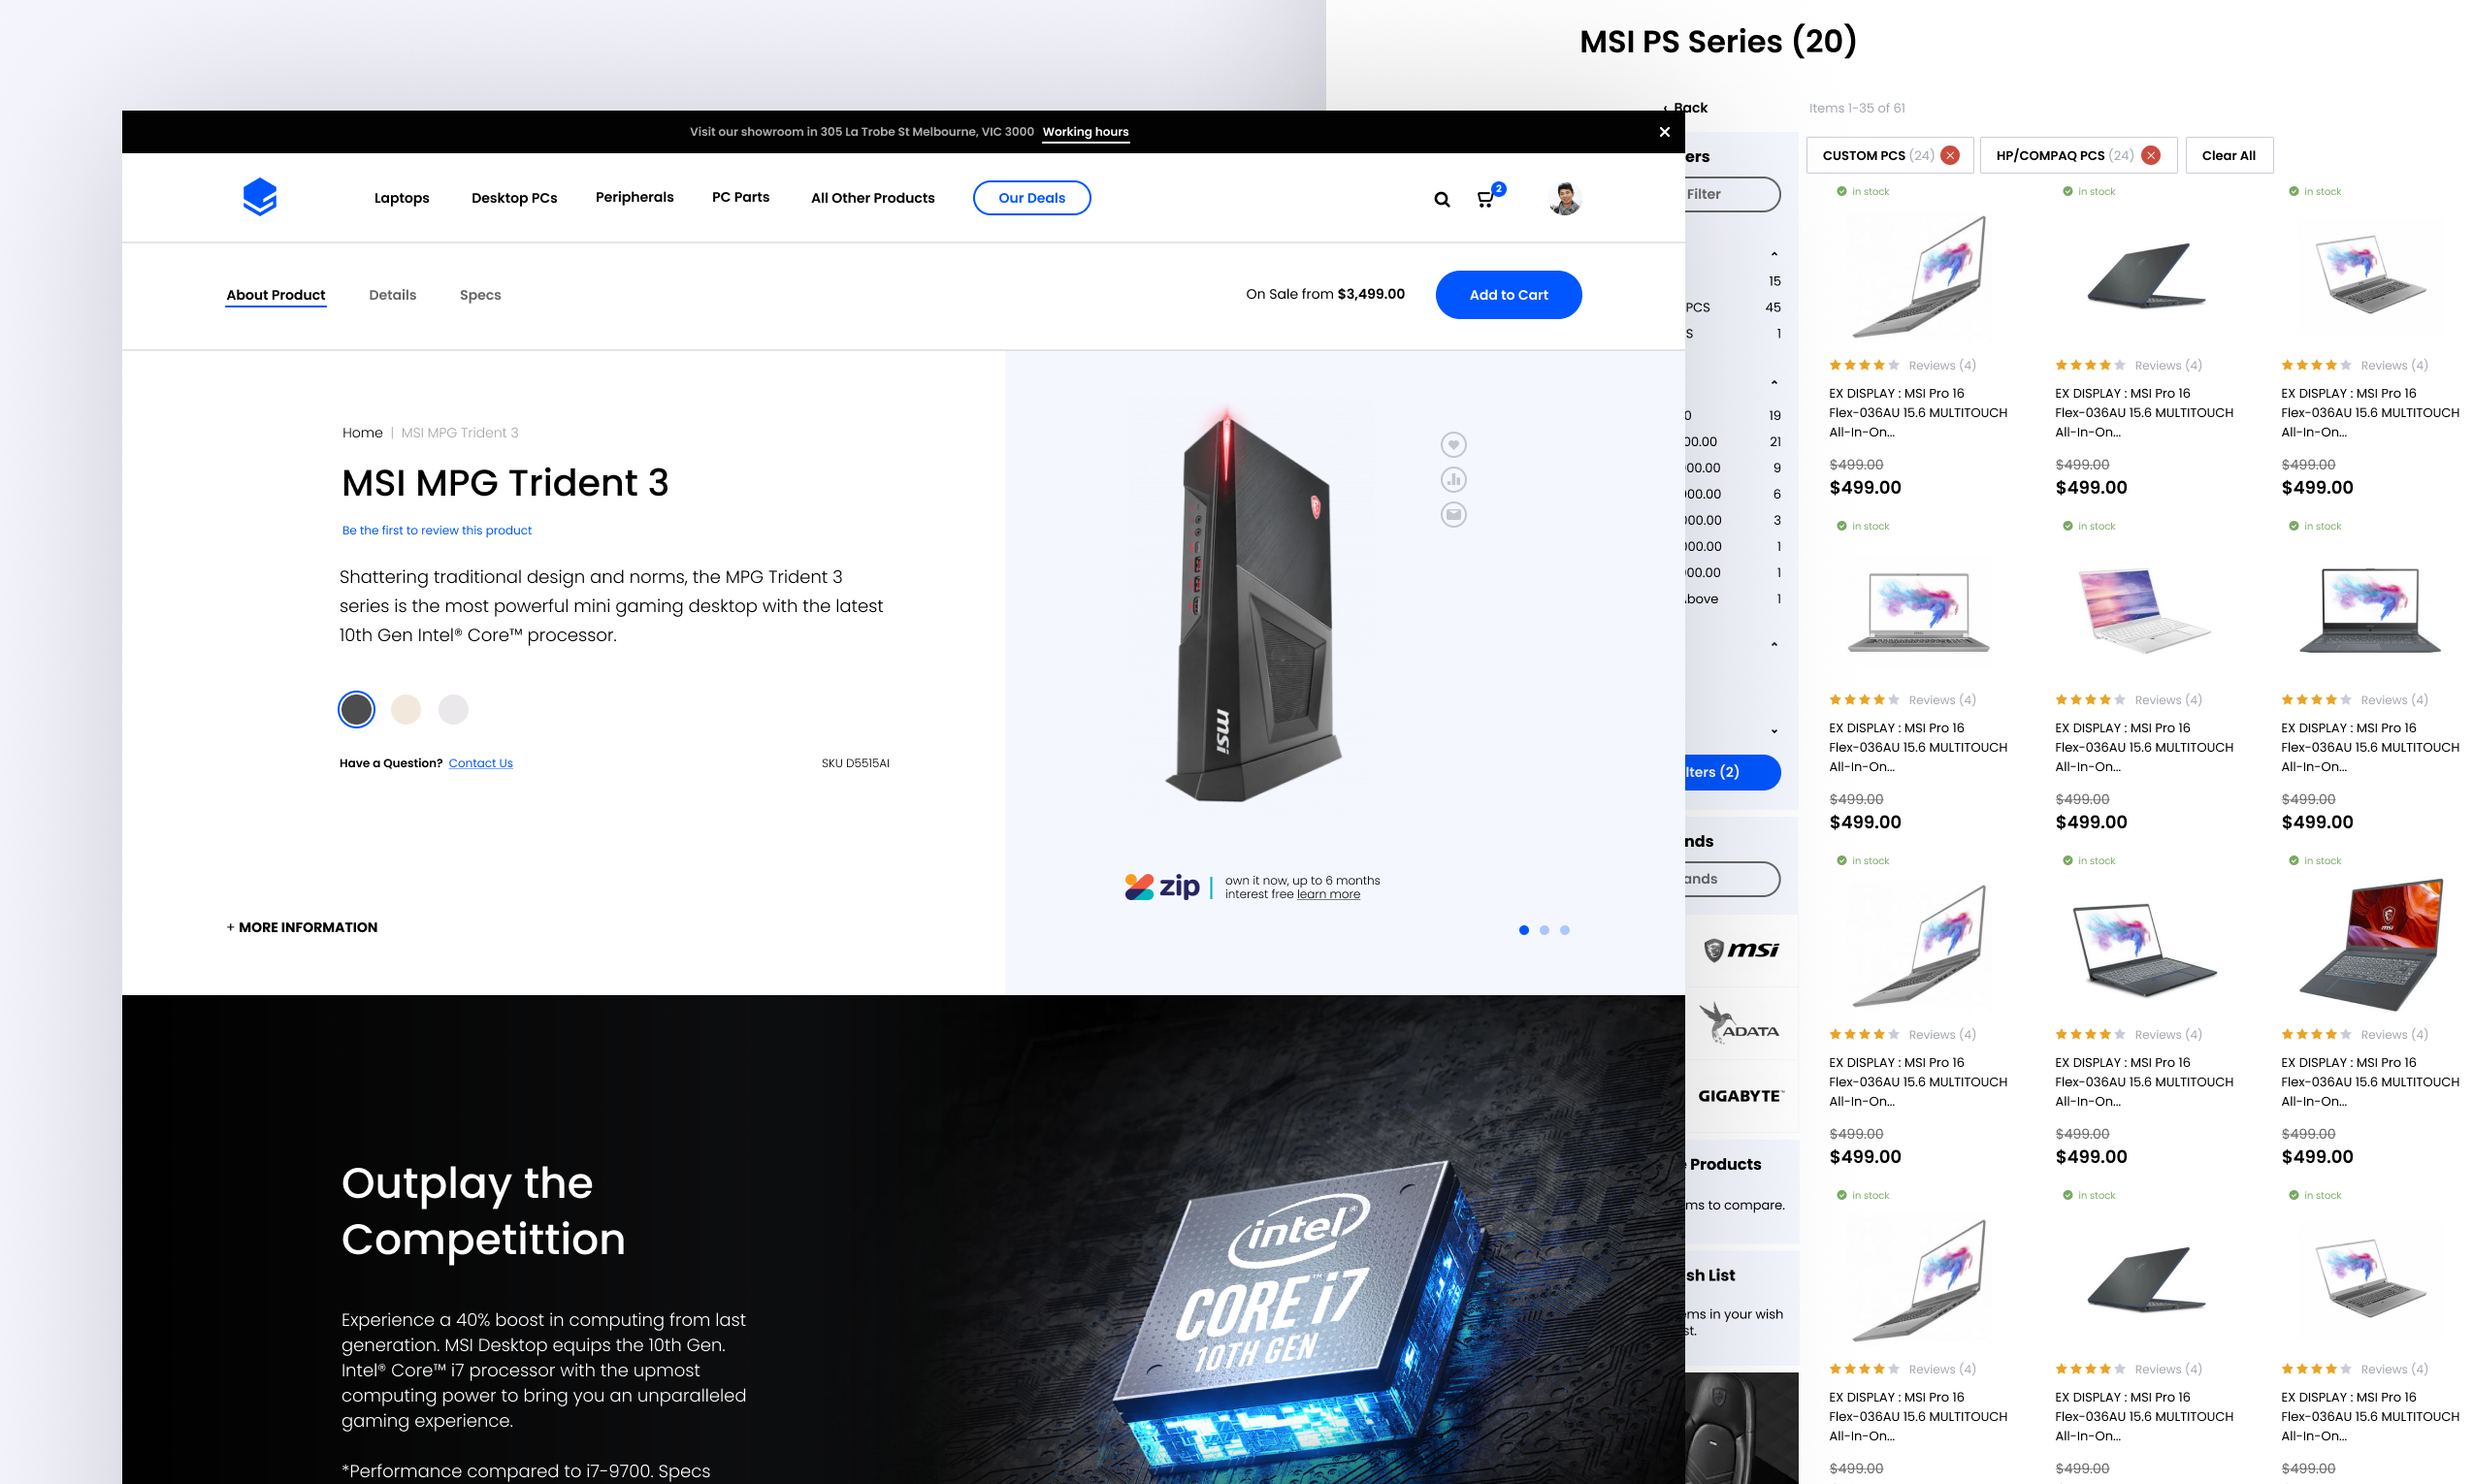 MSI PS Series (20)
Visit our showroom in 305 La Trobe St Melbourne, VIC 3000 Working hours
Laptops
Desktop PCs
Peripherals
PC Parts
All Other Products
Our Deals
2
About Product
Details
Specs
On Sale from $3,499.00
Add to Cart
Home | MSI MPG Trident 3
MSI MPG Trident 3
Be the first to review this product
Shattering traditional design and norms, the MPG Trident 3
series is the most powerful mini gaming desktop with the latest
10th Gen Intel® Core™ processor.
Have a Question? Contact Us
SKU D5515AI
+ MORE INFORMATION
msi
zip
own it now, up to 6 months
interest free learn more
Outplay the
Competittion
Experience a 40% boost in computing from last
generation. MSI Desktop equips the 10th Gen.
Intel® Core™ i7 processor with the upmost
computing power to bring you an unparalleled
gaming experience.
*Performance compared to i7-9700. Specs
intel®
CORE™ i7
10TH GEN
‹ Back
Items 1-35 of 61
ers
Filter
15
PCS 45
S 1
0 19
00.00 21
00.00 9
000.00 6
000.00 3
000.00 1
00.00 1
bove 1
lters (2)
nds
ands
msi
ADATA
GIGABYTE™
Products
ms to compare.
sh List
ems in your wish
st.
CUSTOM PCS (24)
HP/COMPAQ PCS (24)
Clear All
in stock
in stock
in stock
Reviews (4)
Reviews (4)
Reviews (4)
EX DISPLAY : MSI Pro 16
Flex-036AU 15.6 MULTITOUCH
All-In-On...
$499.00
$499.00
EX DISPLAY : MSI Pro 16
Flex-036AU 15.6 MULTITOUCH
All-In-On...
$499.00
$499.00
EX DISPLAY : MSI Pro 16
Flex-036AU 15.6 MULTITOUCH
All-In-On...
$499.00
$499.00
in stock
in stock
in stock
Reviews (4)
Reviews (4)
Reviews (4)
EX DISPLAY : MSI Pro 16
Flex-036AU 15.6 MULTITOUCH
All-In-On...
$499.00
$499.00
EX DISPLAY : MSI Pro 16
Flex-036AU 15.6 MULTITOUCH
All-In-On...
$499.00
$499.00
EX DISPLAY : MSI Pro 16
Flex-036AU 15.6 MULTITOUCH
All-In-On...
$499.00
$499.00
in stock
in stock
in stock
Reviews (4)
Reviews (4)
Reviews (4)
EX DISPLAY : MSI Pro 16
Flex-036AU 15.6 MULTITOUCH
All-In-On...
$499.00
$499.00
EX DISPLAY : MSI Pro 16
Flex-036AU 15.6 MULTITOUCH
All-In-On...
$499.00
$499.00
EX DISPLAY : MSI Pro 16
Flex-036AU 15.6 MULTITOUCH
All-In-On...
$499.00
$499.00
in stock
in stock
in stock
Reviews (4)
Reviews (4)
Reviews (4)
EX DISPLAY : MSI Pro 16
Flex-036AU 15.6 MULTITOUCH
All-In-On...
$499.00
EX DISPLAY : MSI Pro 16
Flex-036AU 15.6 MULTITOUCH
All-In-On...
$499.00
EX DISPLAY : MSI Pro 16
Flex-036AU 15.6 MULTITOUCH
All-In-On...
$499.00